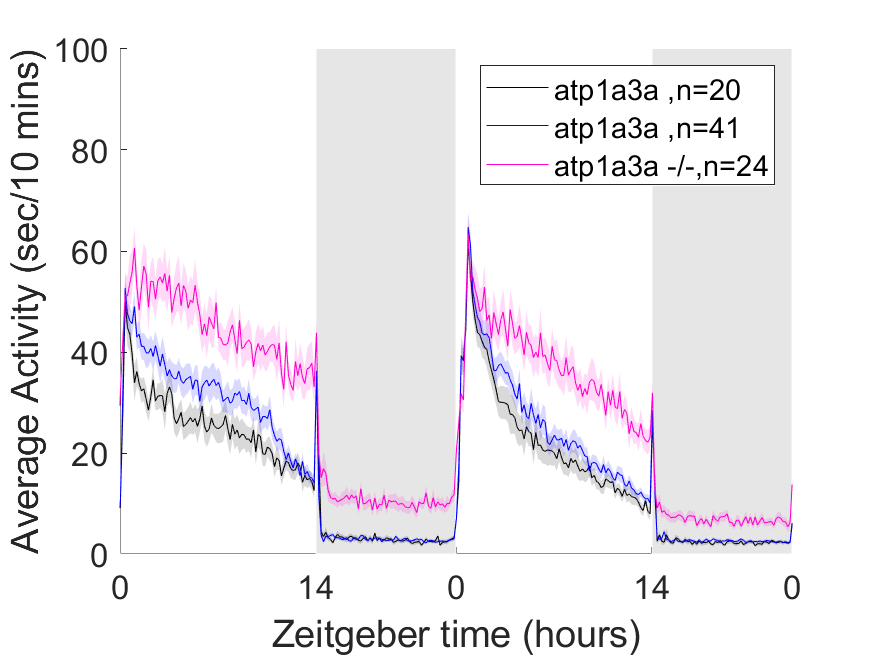 Average Activity (sec/10 mins)
100
80
60
40
20
0
atp1a3a ,n=20
atp1a3a ,n=41
atp1a3a -/-,n=24
0 14 0 14 0
Zeitgeber time (hours)